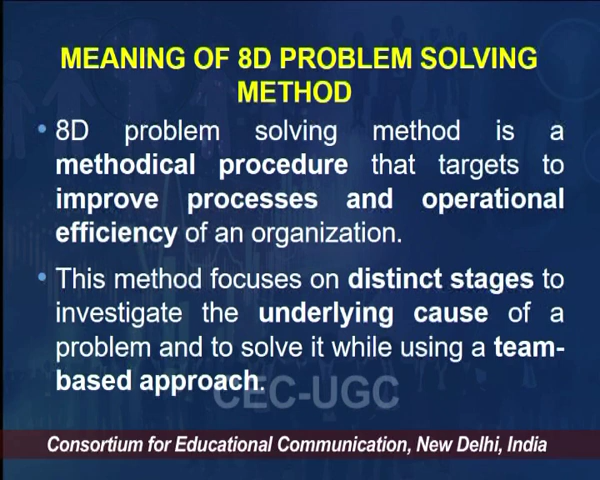 MEANING OF 8D PROBLEM SOLVING
METHOD
• 8D problem solving method is a
methodical procedure that targets to
improve processes and operational
efficiency of an organization.
• This method focuses on distinct stages to
investigate the underlying cause of a
problem and to solve it while using a team-
based approach.
CEC-UGC
Consortium for Educational Communication, New Delhi, India